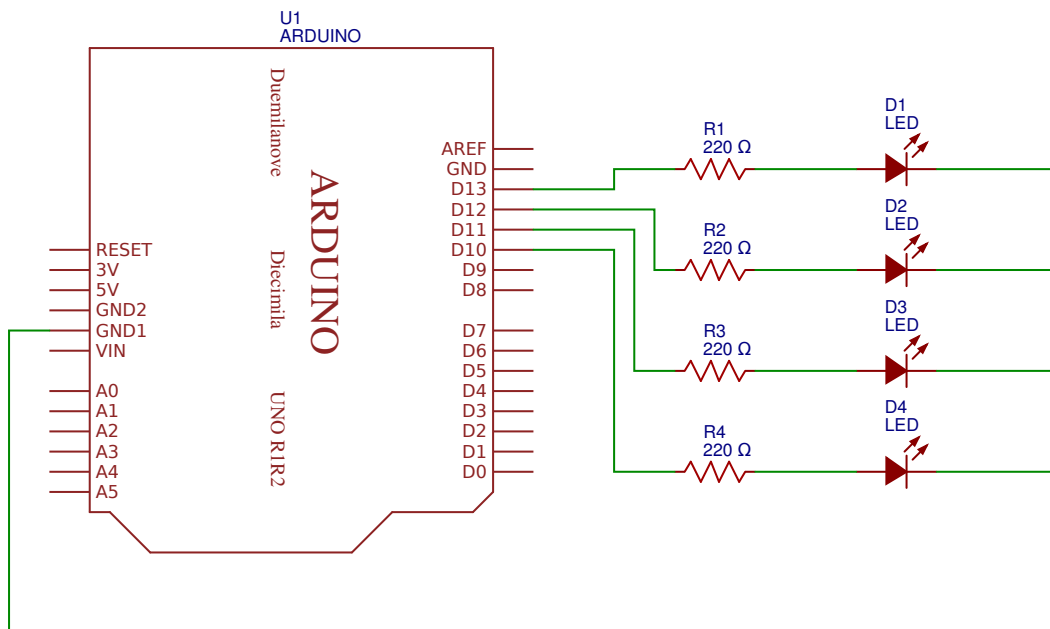 U1
ARDUINO
Duemilanove
Diecimila
UNO R1R2
ARDUINO
RESET
3V
5V
GND2
GND1
VIN
A0
A1
A2
A3
A4
A5
AREF
GND
D13
D12
D11
D10
D9
D8
D7
D6
D5
D4
D3
D2
D1
D0
R1
220 Ω
D1
LED
R2
220 Ω
D2
LED
R3
220 Ω
D3
LED
R4
220 Ω
D4
LED